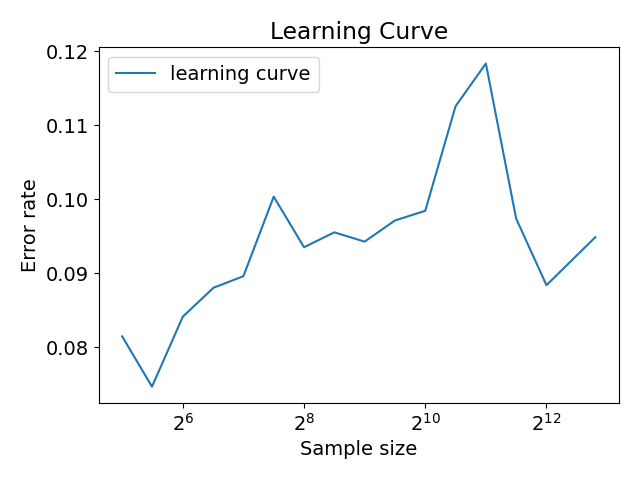 Learning Curve
learning curve
0.12
0.11
0.10
0.09
0.08
Error rate
2^6 2^8 2^10 2^12
Sample size